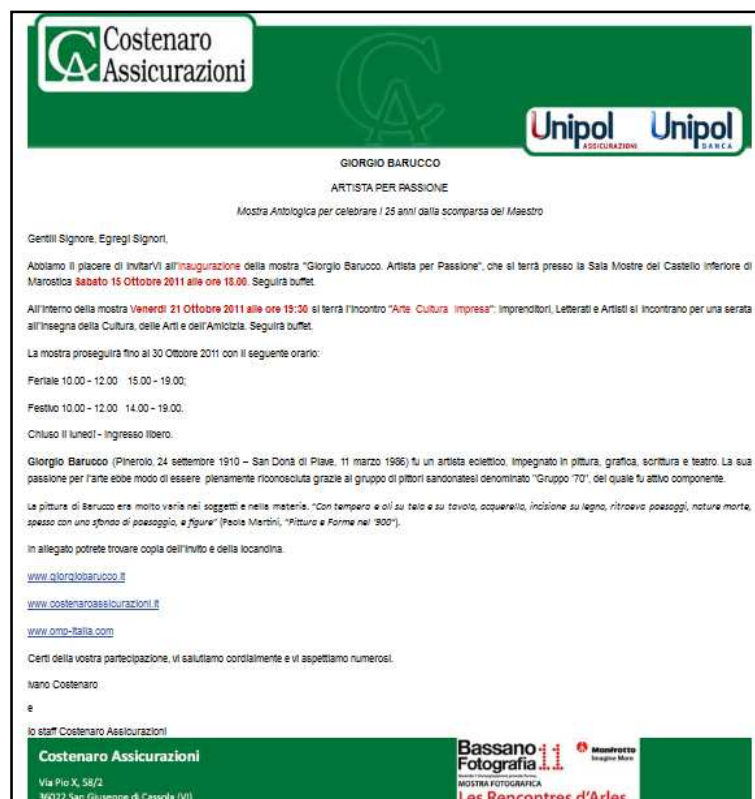 Costenaro
Assicurazioni
CA
Unipol
ASSICURAZIONI
Unipol
BANCA
GIORGIO BARUCCO
ARTISTA PER PASSIONE
Mostra Antologica per celebrare i 25 anni dalla scomparsa del Maestro
Gentili Signore, Egregi Signori,
Abbiamo il piacere di invitarVi all'inaugurazione della mostra "Giorgio Barucco. Artista per Passione", che si terrà presso la Sala Mostre del Castello Inferiore di
Marostica Sabato 15 Ottobre 2011 alle ore 18.00. Seguirà buffet.
All'interno della mostra Venerdì 21 Ottobre 2011 alle ore 19:30 si terrà l'incontro "Arte Cultura Impresa": Imprenditori, Letterati e Artisti si incontrano per una serata
all'insegna della Cultura, delle Arti e dell'Amicizia. Seguirà buffet.
La mostra proseguirà fino al 30 Ottobre 2011 con il seguente orario:
Feriale 10.00 - 12.00 15.00 - 19.00;
Festivo 10.00 - 12.00 14.00 - 19.00.
Chiuso il lunedì - Ingresso libero.
Giorgio Barucco (Pinerolo, 24 settembre 1910 – San Donà di Piave, 11 marzo 1986) fu un artista eclettico, impegnato in pittura, grafica, scrittura e teatro. La sua
passione per l'arte ebbe modo di essere pienamente riconosciuta grazie al gruppo di pittori sandonatesi denominato "Gruppo '70", del quale fu attivo componente.
La pittura di Barucco era molto varia nei soggetti e nella materia. "Con tempera e oli su tela e su tavola, acquerello, incisione su legno, ritraeva paesaggi, nature morte,
spesso con uno sfondo di paesaggio, e figure" (Paola Martini, "Pittura e Forme nel '900").
In allegato potrete trovare copia dell'invito e della locandina.
www.giorgiobarucco.it
www.costenaroassicurazioni.it
www.omp-italia.com
Certi della vostra partecipazione, vi salutiamo cordialmente e vi aspettiamo numerosi.
Ivano Costenaro
e
lo staff Costenaro Assicurazioni
Costenaro Assicurazioni
Via Pio X, 58/2
36022 San Giuseppe di Cassola (VI)
Bassano
Fotografia 11
Manfrotto
Imagine More
MOSTRA FOTOGRAFICA
Les Rencontres d'Arles